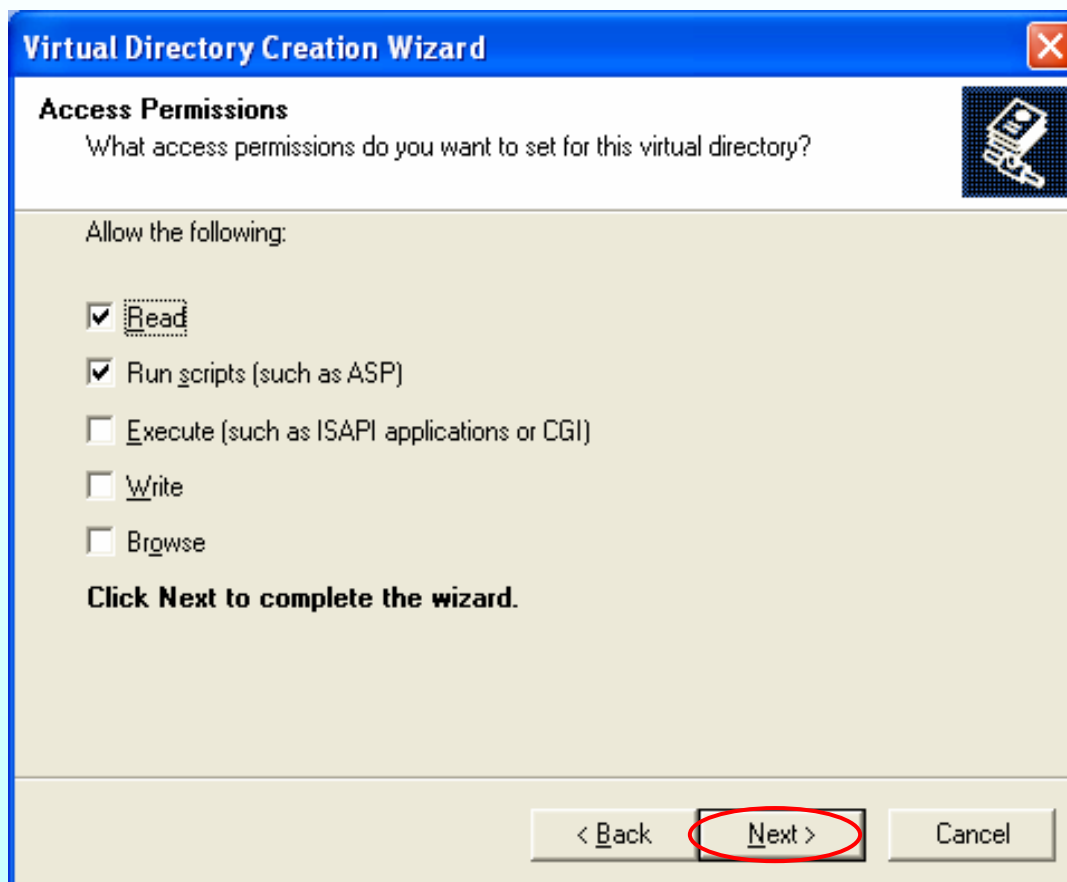 Virtual Directory Creation Wizard
Access Permissions
What access permissions do you want to set for this virtual directory?
Allow the following:
Read
Run scripts (such as ASP)
Execute (such as ISAPI applications or CGI)
Write
Browse
Click Next to complete the wizard.
< Back Next > Cancel